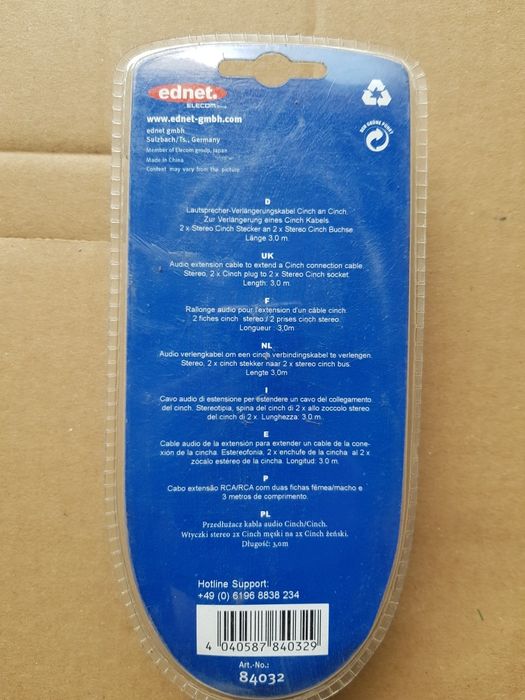 ednet.
ELECOM
www.ednet-gmbh.com
ednet gmbh
Sulzbach/Ts., Germany
Member of Elecom group, Japan
Made in China
Content may vary from the picture
DER GRÜNE PUNKT
D
Lautsprecher-Verlängerungskabel Cinch an Cinch.
Zur Verlängerung eines Cinch Kabels.
2 x Stereo Cinch Stecker an 2 x Stereo Cinch Buchse.
Länge 3,0 m.
UK
Audio extension cable to extend a Cinch connection cable.
Stereo, 2 x Cinch plug to 2 x Stereo Cinch socket.
Length: 3,0 m.
F
Rallonge audio pour l'extension d'un câble cinch.
2 fiches cinch stereo / 2 prises cinch stereo.
Longueur : 3,0m
NL
Audio verlengkabel om een cinch verbindingskabel te verlengen.
Stereo, 2 x cinch stekker naar 2 x stereo cinch bus.
Lengte 3,0m
I
Cavo audio di estensione per estendere un cavo del collegamento
del cinch. Stereotipia, spina del cinch di 2 x allo zoccolo stereo
del cinch di 2 x. Lunghezza: 3,0 m.
E
Cable audio de la extensión para extender un cable de la cone-
xión de la cincha. Estereofonía. 2 x enchufe de la cincha al 2 x
zócalo estéreo de la cincha. Longitud: 3,0 m.
P
Cabo extensão RCA/RCA com duas fichas fêmea/macho e
3 metros de comprimento.
PL
Przedłużacz kabla audio Cinch/Cinch.
Wtyczki stereo 2x Cinch męski na 2x Cinch żeński.
Długość: 3,0m
Hotline Support:
+49 (0) 6196 8838 234
4 040587 840329
Art.-No.:
84032